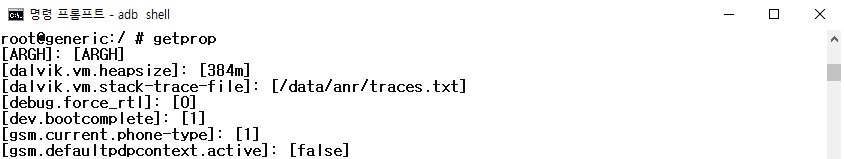 명령 프롬프트 - adb shell
root@generic:/ # getprop
[ARGH]: [ARGH]
[dalvik.vm.heapsize]: [384m]
[dalvik.vm.stack-trace-file]: [/data/anr/traces.txt]
[debug.force_rtl]: [0]
[dev.bootcomplete]: [1]
[gsm.current.phone-type]: [1]
[gsm.defaultpdpcontext.active]: [false]